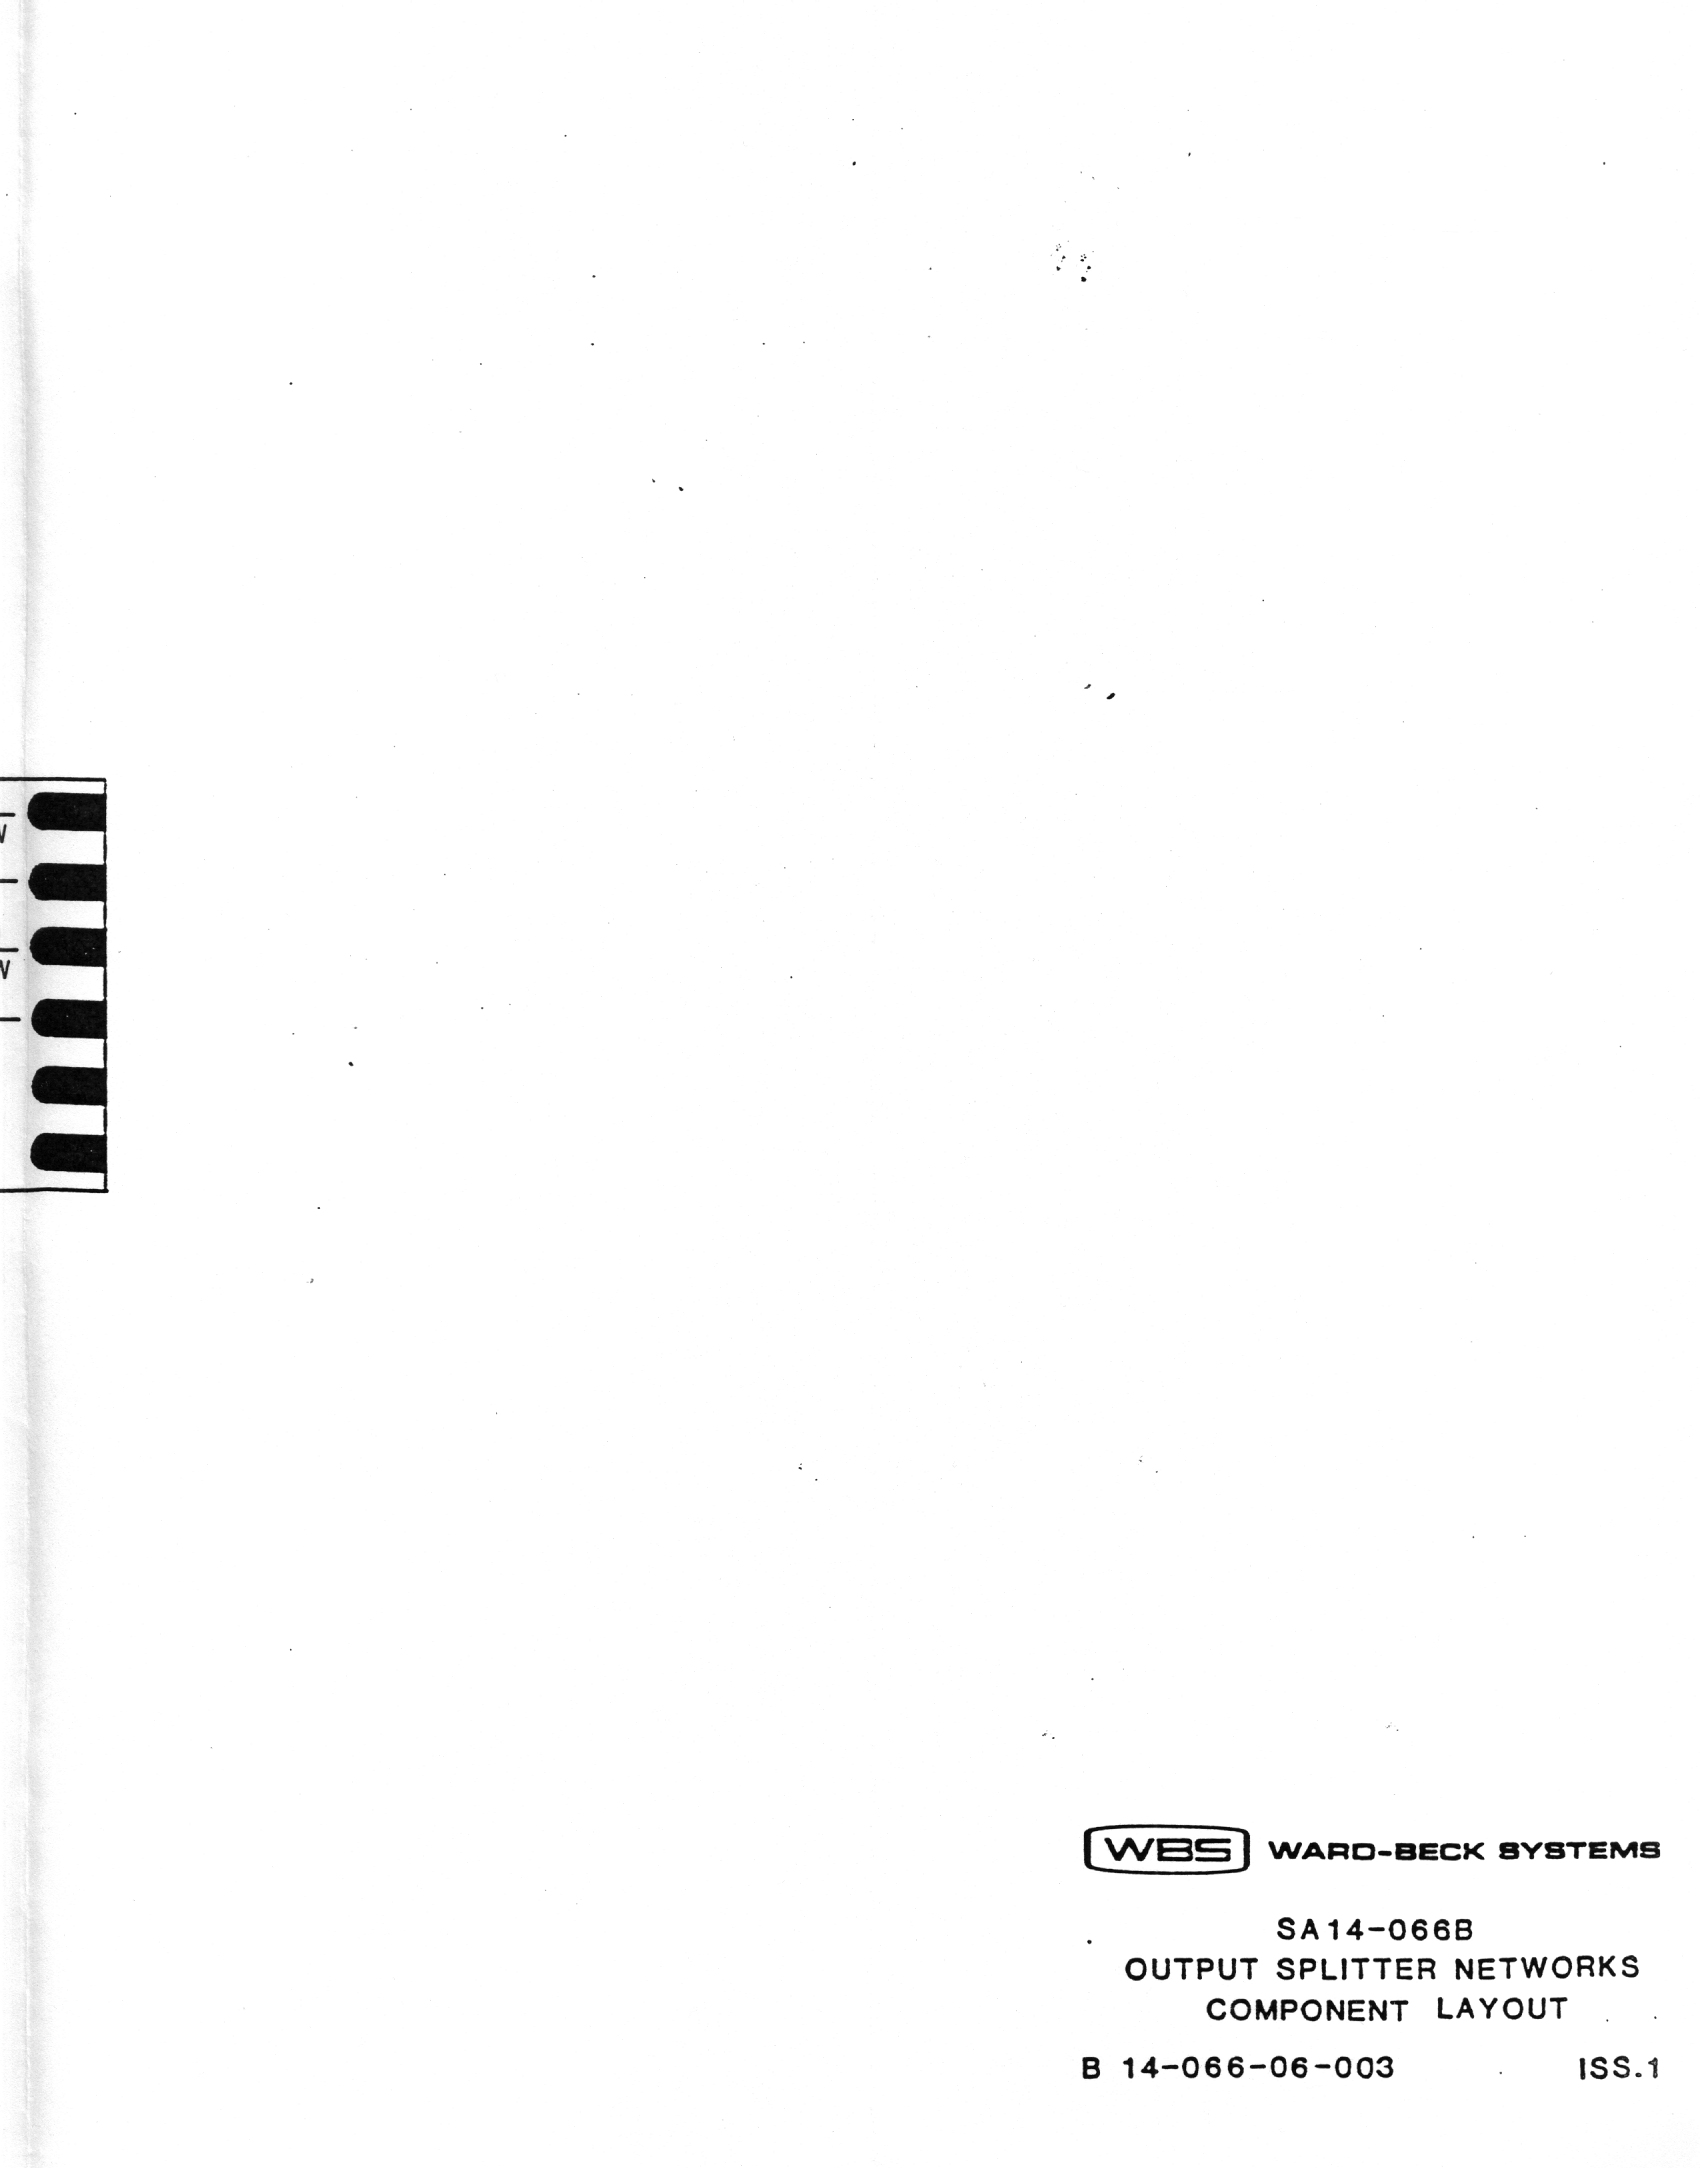 WBS WARD-BECK SYSTEMS
SA14-066B
OUTPUT SPLITTER NETWORKS
COMPONENT LAYOUT
B 14-066-06-003 ISS.1